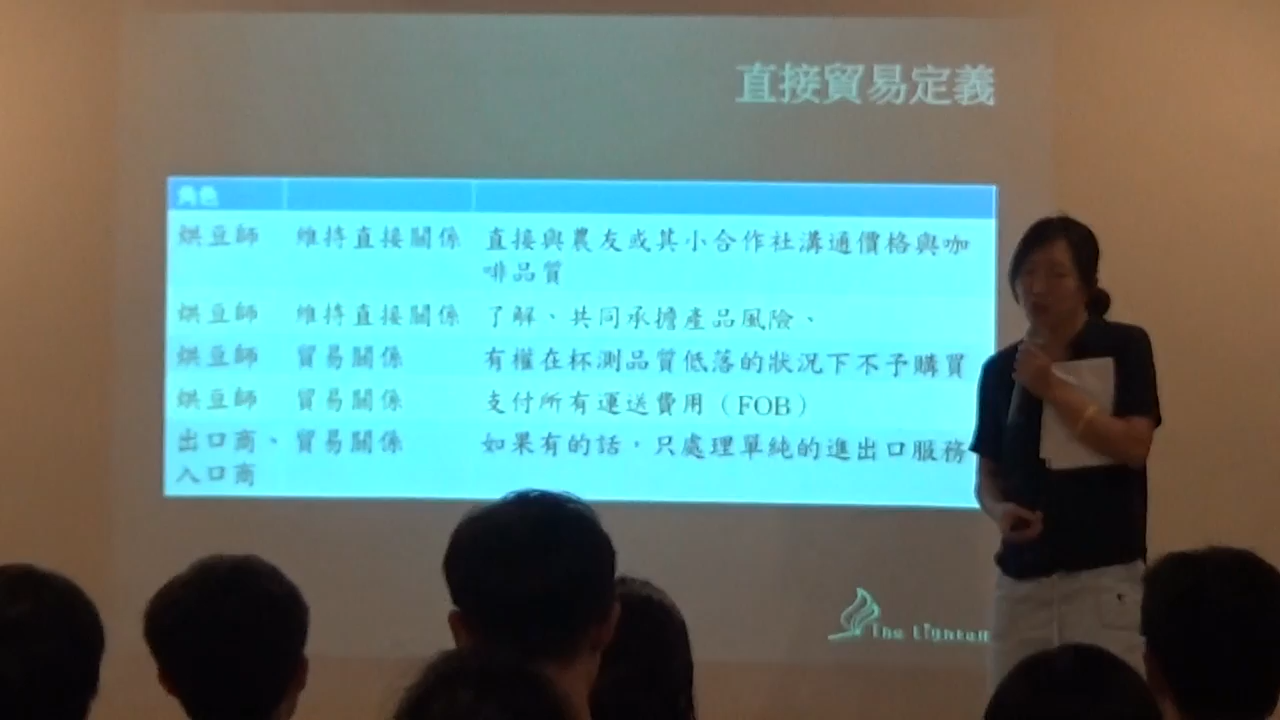 直接貿易定義
角色
烘豆師 維持直接關係 直接與農友或其小合作社溝通價格與咖
啡品質
烘豆師 維持直接關係 了解、共同承擔產品風險、
烘豆師 貿易關係 有權在杯測品質低落的狀況下不予購買
烘豆師 貿易關係 支付所有運送費用（FOB）
出口商、 貿易關係 如果有的話，只處理單純的進出口服務
入口商
The